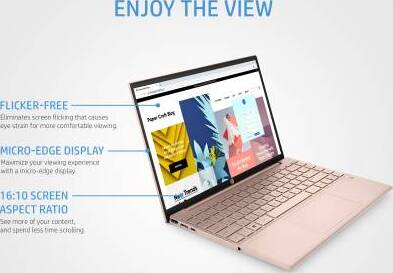 ENJOY THE VIEW
FLICKER-FREE
Eliminates screen flicking that causes
eye strain for more comfortable viewing.
MICRO-EDGE DISPLAY
Maximize your viewing experience
with a micro-edge display.
16:10 SCREEN
ASPECT RATIO
See more of your content,
and spend less time scrolling.
Paper Craft Blog
New Trends